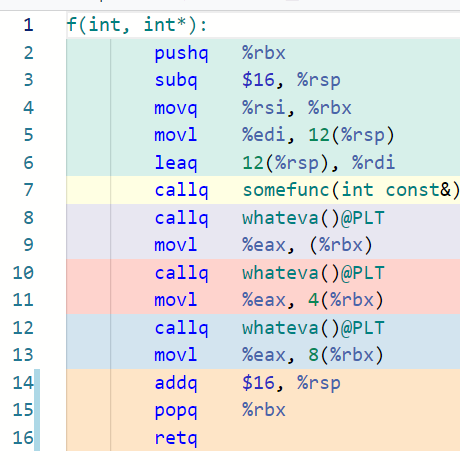 1 f(int, int*):
2 pushq %rbx
3 subq $16, %rsp
4 movq %rsi, %rbx
5 movl %edi, 12(%rsp)
6 leaq 12(%rsp), %rdi
7 callq somefunc(int const&)
8 callq whateva()@PLT
9 movl %eax, (%rbx)
10 callq whateva()@PLT
11 movl %eax, 4(%rbx)
12 callq whateva()@PLT
13 movl %eax, 8(%rbx)
14 addq $16, %rsp
15 popq %rbx
16 retq